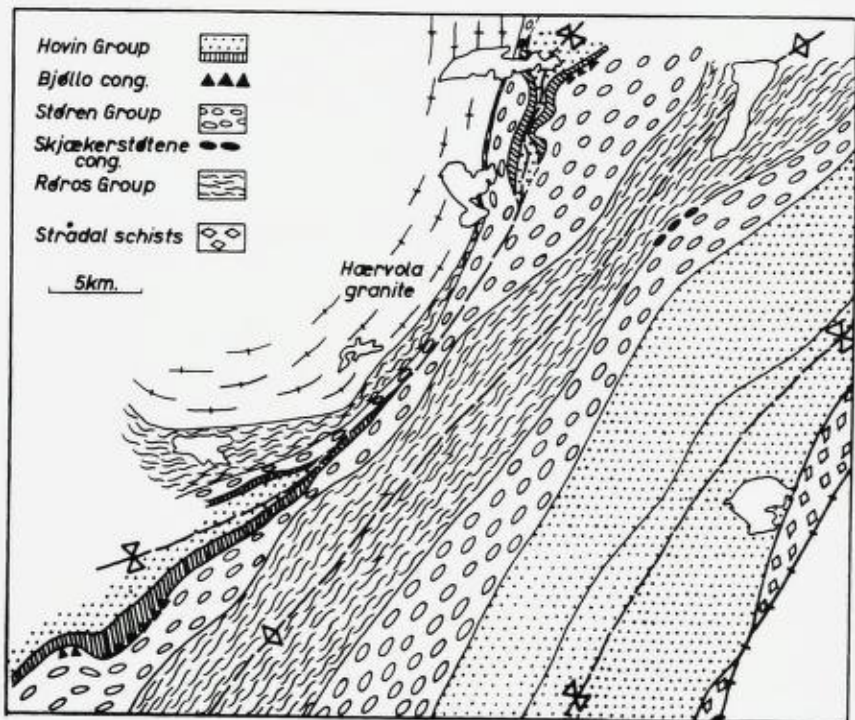 Hovin Group
Bjøllo cong.
Støren Group
Skjækerstøtene
cong.
Røros Group
Strådal schists
5km.
Hærvola
granite